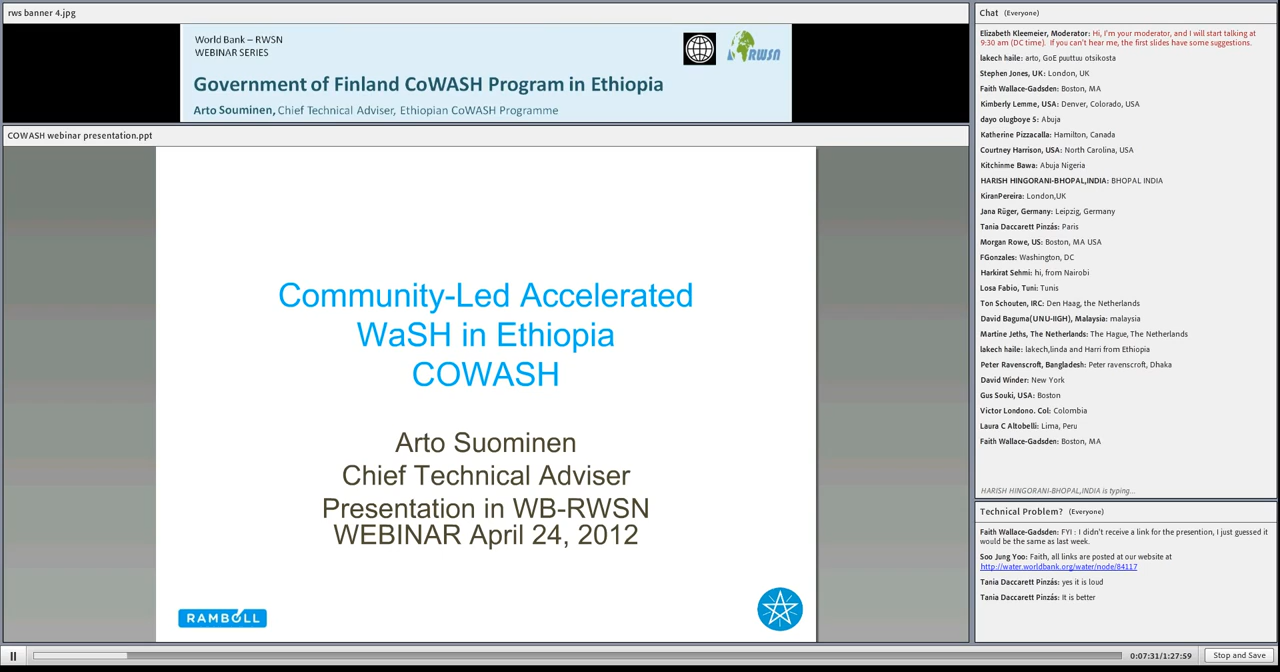 rws banner 4.jpg
World Bank – RWSN
WEBINAR SERIES
RWSN
Government of Finland CoWASH Program in Ethiopia
Arto Suominen, Chief Technical Adviser, Ethiopian CoWASH Programme
COWASH webinar presentation.ppt
Community-Led Accelerated
WaSH in Ethiopia
COWASH
Arto Suominen
Chief Technical Adviser
Presentation in WB-RWSN
WEBINAR April 24, 2012
RAMBOLL
Chat (Everyone)
Elizabeth Kleemeier, Moderator: Hi, I'm your moderator, and I will start talking at
9:30 am (DC time). If you can't hear me, the first slides have some suggestions.
lakech haile: arto, GoE puuttuu otsikosta
Stephen Jones, UK: London, UK
Faith Wallace-Gadsden: Boston, MA
Kimberly Lemme, USA: Denver, Colorado, USA
dayo olugboye S: Abuja
Katherine Pizzacalla: Hamilton, Canada
Courtney Harrison, USA: North Carolina, USA
Kitchinme Bawa: Abuja Nigeria
HARISH HINGORANI-BHOPAL,INDIA: BHOPAL INDIA
KiranPereira: London,UK
Jana Rüger, Germany: Leipzig, Germany
Tania Daccarett Pinzás: Paris
Morgan Rowe, US: Boston, MA USA
FGonzales: Washington, DC
Harkirat Sehmi: hi, from Nairobi
Losa Fabio, Tuni: Tunis
Ton Schouten, IRC: Den Haag, the Netherlands
David Baguma(UNU-IIGH), Malaysia: malaysia
Martine Jeths, The Netherlands: The Hague, The Netherlands
lakech haile: lakech,linda and Harri from Ethiopia
Peter Ravenscroft, Bangladesh: Peter ravenscroft, Dhaka
David Winder: New York
Gus Souki, USA: Boston
Victor Londono. Col: Colombia
Laura C Altobelli: Lima, Peru
Faith Wallace-Gadsden: Boston, MA
HARISH HINGORANI-BHOPAL,INDIA is typing...
Technical Problem? (Everyone)
Faith Wallace-Gadsden: FYI : I didn't receive a link for the presention, I just guessed it
would be the same as last week.
Soo Jung Yoo: Faith, all links are posted at our website at
http://water.worldbank.org/water/node/84117
Tania Daccarett Pinzás: yes it is loud
Tania Daccarett Pinzás: It is better
0:07:31/1:27:59
Stop and Save